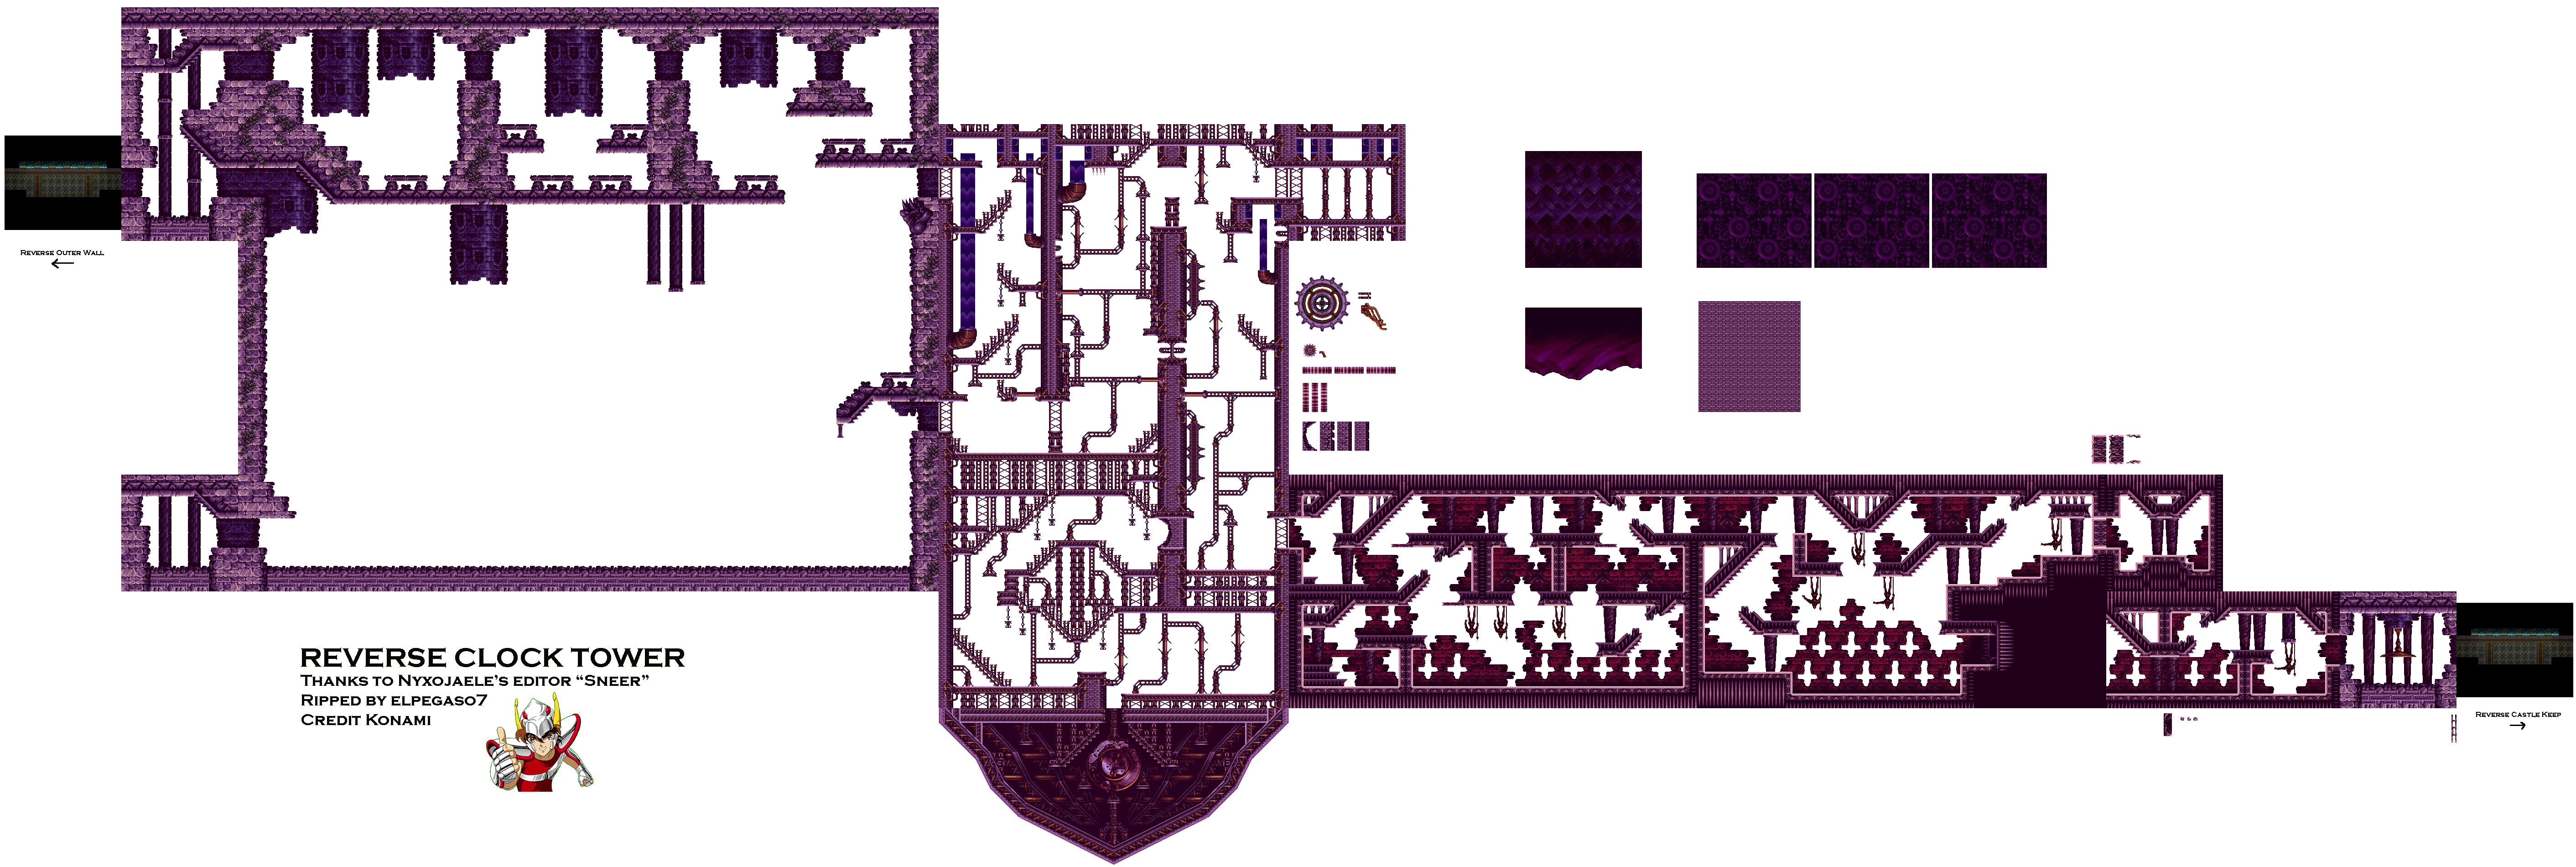 Reverse Outer Wall
REVERSE CLOCK TOWER
Thanks to Nyxojaele's editor “Sneer”
Ripped by elpegaso7
Credit Konami
Reverse Castle Keep